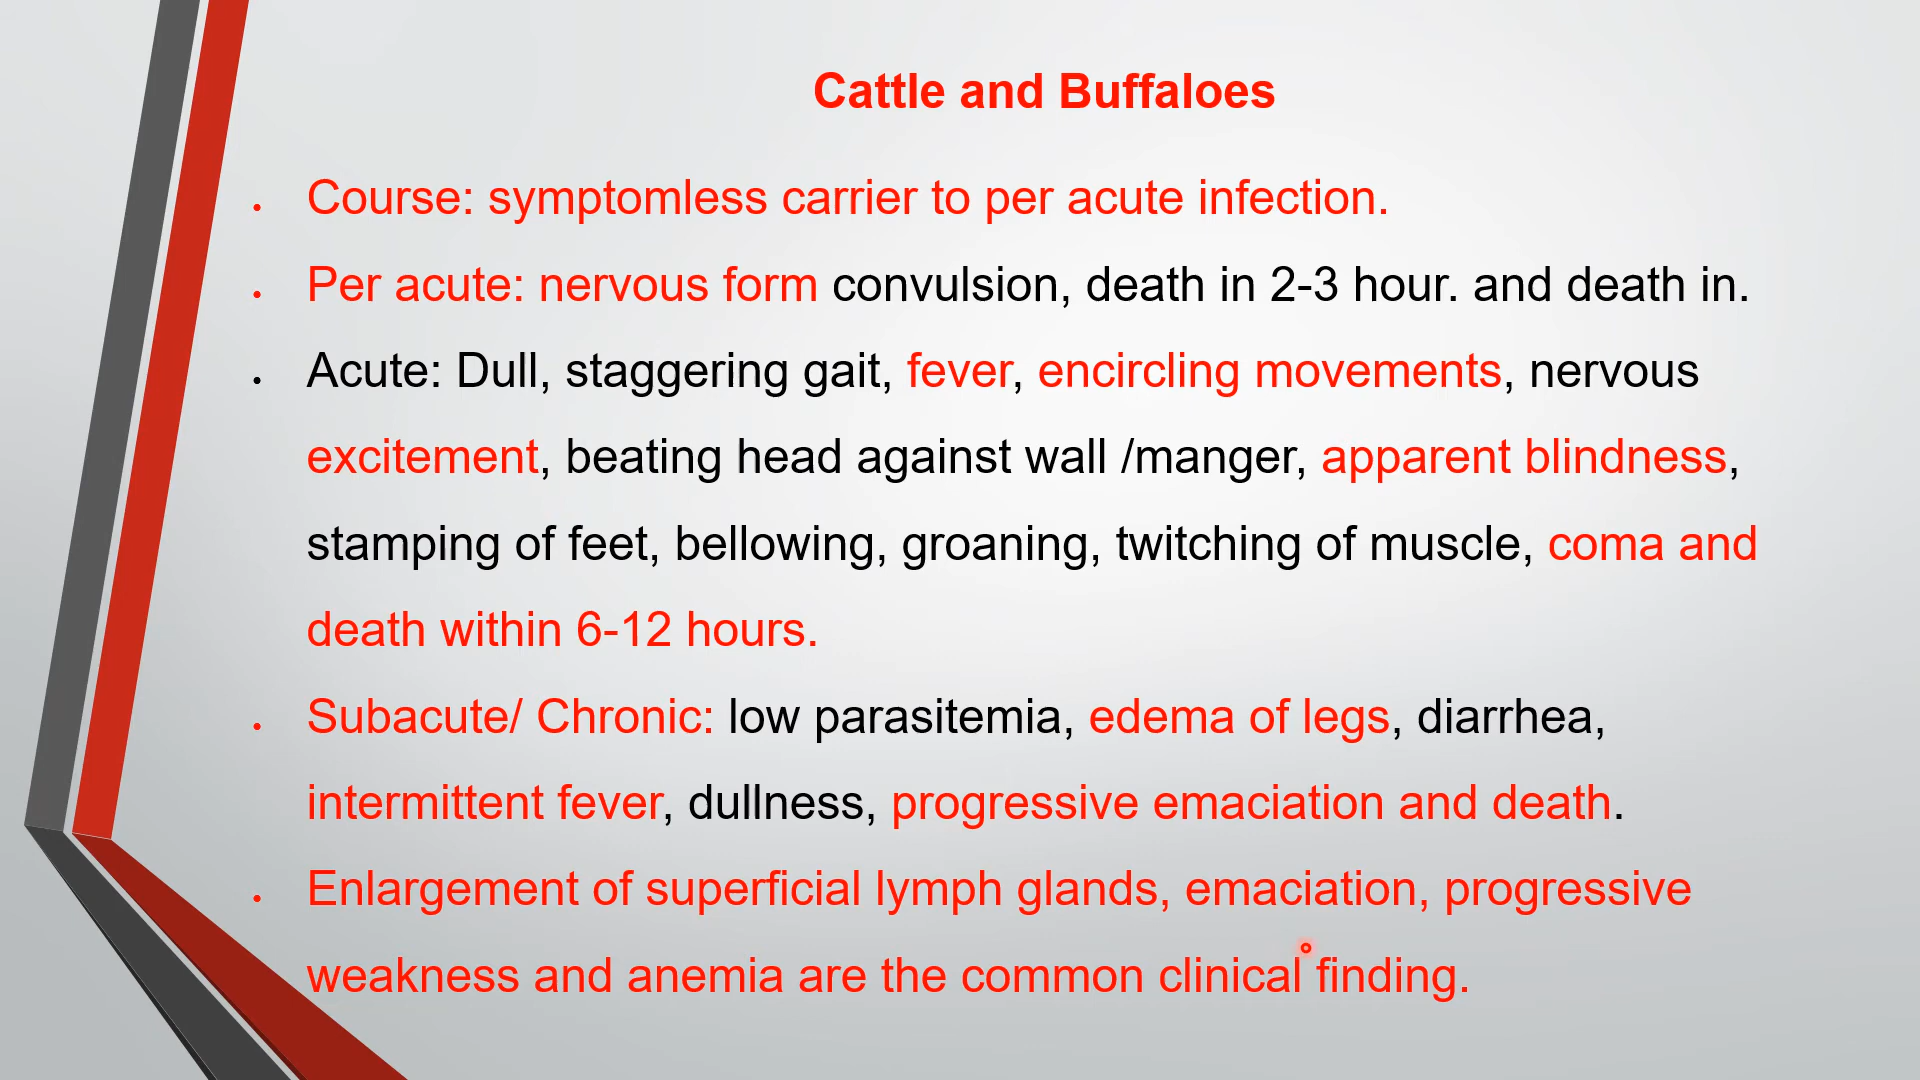 Cattle and Buffaloes
• Course: symptomless carrier to per acute infection.
• Per acute: nervous form convulsion, death in 2-3 hour. and death in.
• Acute: Dull, staggering gait, fever, encircling movements, nervous
excitement, beating head against wall /manger, apparent blindness,
stamping of feet, bellowing, groaning, twitching of muscle, coma and
death within 6-12 hours.
• Subacute/ Chronic: low parasitemia, edema of legs, diarrhea,
intermittent fever, dullness, progressive emaciation and death.
• Enlargement of superficial lymph glands, emaciation, progressive
weakness and anemia are the common clinical finding.